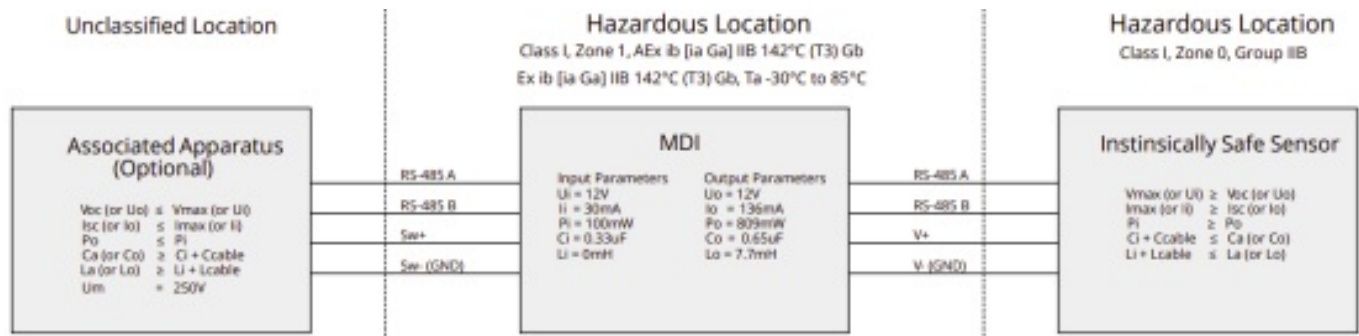 Unclassified Location
Hazardous Location
Class I, Zone 1, AEx ib [ia Ga] IIB 142°C (T3) Gb
Ex ib [ia Ga] IIB 142°C (T3) Gb, Ta -30°C to 85°C
Hazardous Location
Class I, Zone 0, Group IIB
Associated Apparatus
(Optional)
Voc (or Uo) ≤ Vmax (or Ui)
Isc (or Io) ≤ Imax (or Ii)
Po ≤ Pi
Ca (or Co) ≥ Ci + Ccable
La (or Lo) ≥ Li + Lcable
Um = 250V
RS-485 A
RS-485 B
Sw+
Sw- (GND)
MDI
Input Parameters
Ui = 12V
Ii = 30mA
Pi = 100mW
Ci = 0.33uF
Li = 0mH
Output Parameters
Uo = 12V
Io = 136mA
Po = 809mW
Co = 0.65uF
Lo = 7.7mH
RS-485 A
RS-485 B
V+
V- (GND)
Instinsically Safe Sensor
Vmax (or Ui) ≥ Voc (or Uo)
Imax (or Ii) ≥ Isc (or Io)
Pi ≥ Po
Ci + Ccable ≤ Ca (or Co)
Li + Lcable ≤ La (or Lo)